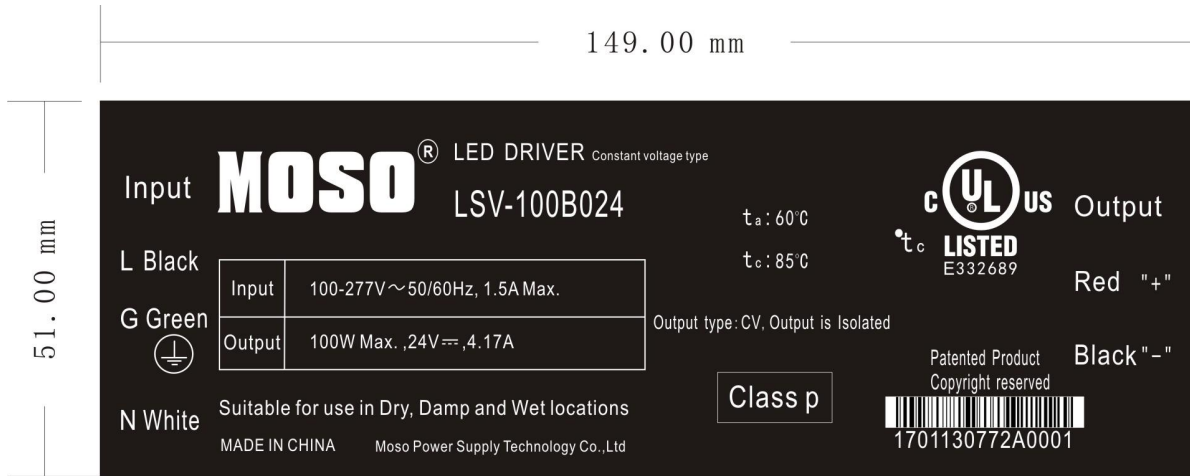 149.00 mm
51.00 mm
Input
MOSO®
LED DRIVER Constant voltage type
LSV-100B024
L Black
G Green
N White
Input 100-277V～50/60Hz, 1.5A Max.
Output 100W Max. ,24V⎓,4.17A
Suitable for use in Dry, Damp and Wet locations
MADE IN CHINA Moso Power Supply Technology Co.,Ltd
ta:60℃
tc:85℃
Output type:CV, Output is Isolated
Class p
•tc
C UL® US
LISTED
E332689
Patented Product
Copyright reserved
1701130772A0001
Output
Red "+"
Black "-"